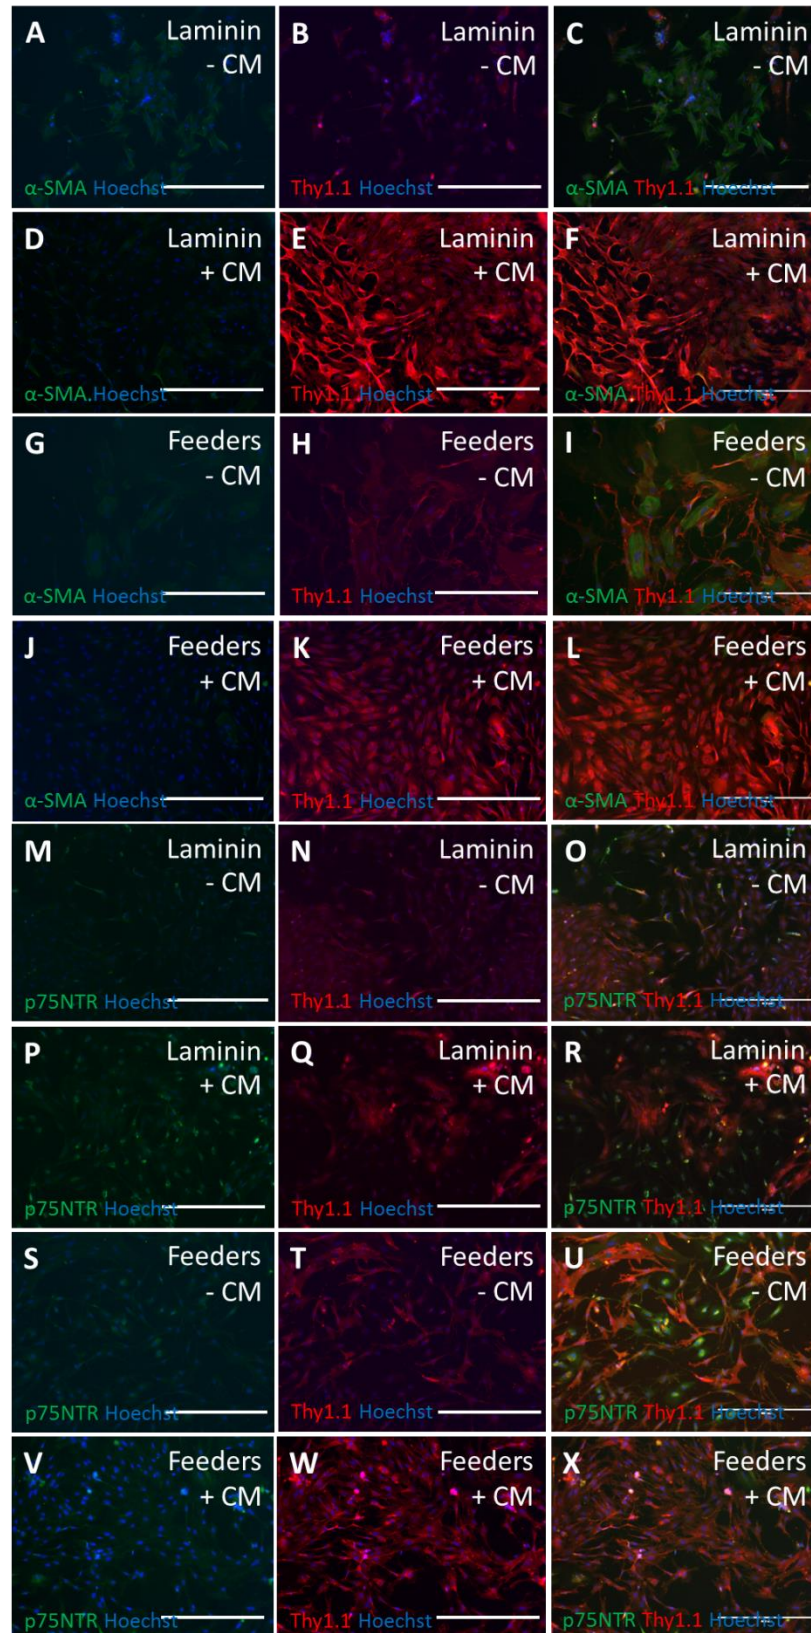 A Laminin
- CM
α-SMA Hoechst
B Laminin
- CM
Thy1.1 Hoechst
C Laminin
- CM
α-SMA Thy1.1 Hoechst
D Laminin
+ CM
α-SMA Hoechst
E Laminin
+ CM
Thy1.1 Hoechst
F Laminin
+ CM
α-SMA Thy1.1 Hoechst
G Feeders
- CM
α-SMA Hoechst
H Feeders
- CM
Thy1.1 Hoechst
I Feeders
- CM
α-SMA Thy1.1 Hoechst
J Feeders
+ CM
α-SMA Hoechst
K Feeders
+ CM
Thy1.1 Hoechst
L Feeders
+ CM
α-SMA Thy1.1 Hoechst
M Laminin
- CM
p75NTR Hoechst
N Laminin
- CM
Thy1.1 Hoechst
O Laminin
- CM
p75NTR Thy1.1 Hoechst
P Laminin
+ CM
p75NTR Hoechst
Q Laminin
+ CM
Thy1.1 Hoechst
R Laminin
+ CM
p75NTR Thy1.1 Hoechst
S Feeders
- CM
p75NTR Hoechst
T Feeders
- CM
Thy1.1 Hoechst
U Feeders
- CM
p75NTR Thy1.1 Hoechst
V Feeders
+ CM
p75NTR Hoechst
W Feeders
+ CM
Thy1.1 Hoechst
X Feeders
+ CM
p75NTR Thy1.1 Hoechst